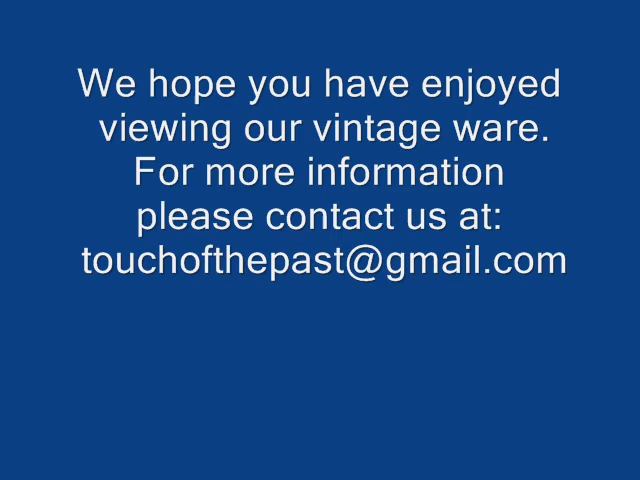 We hope you have enjoyed
viewing our vintage ware.
For more information
please contact us at:
touchofthepast@gmail.com